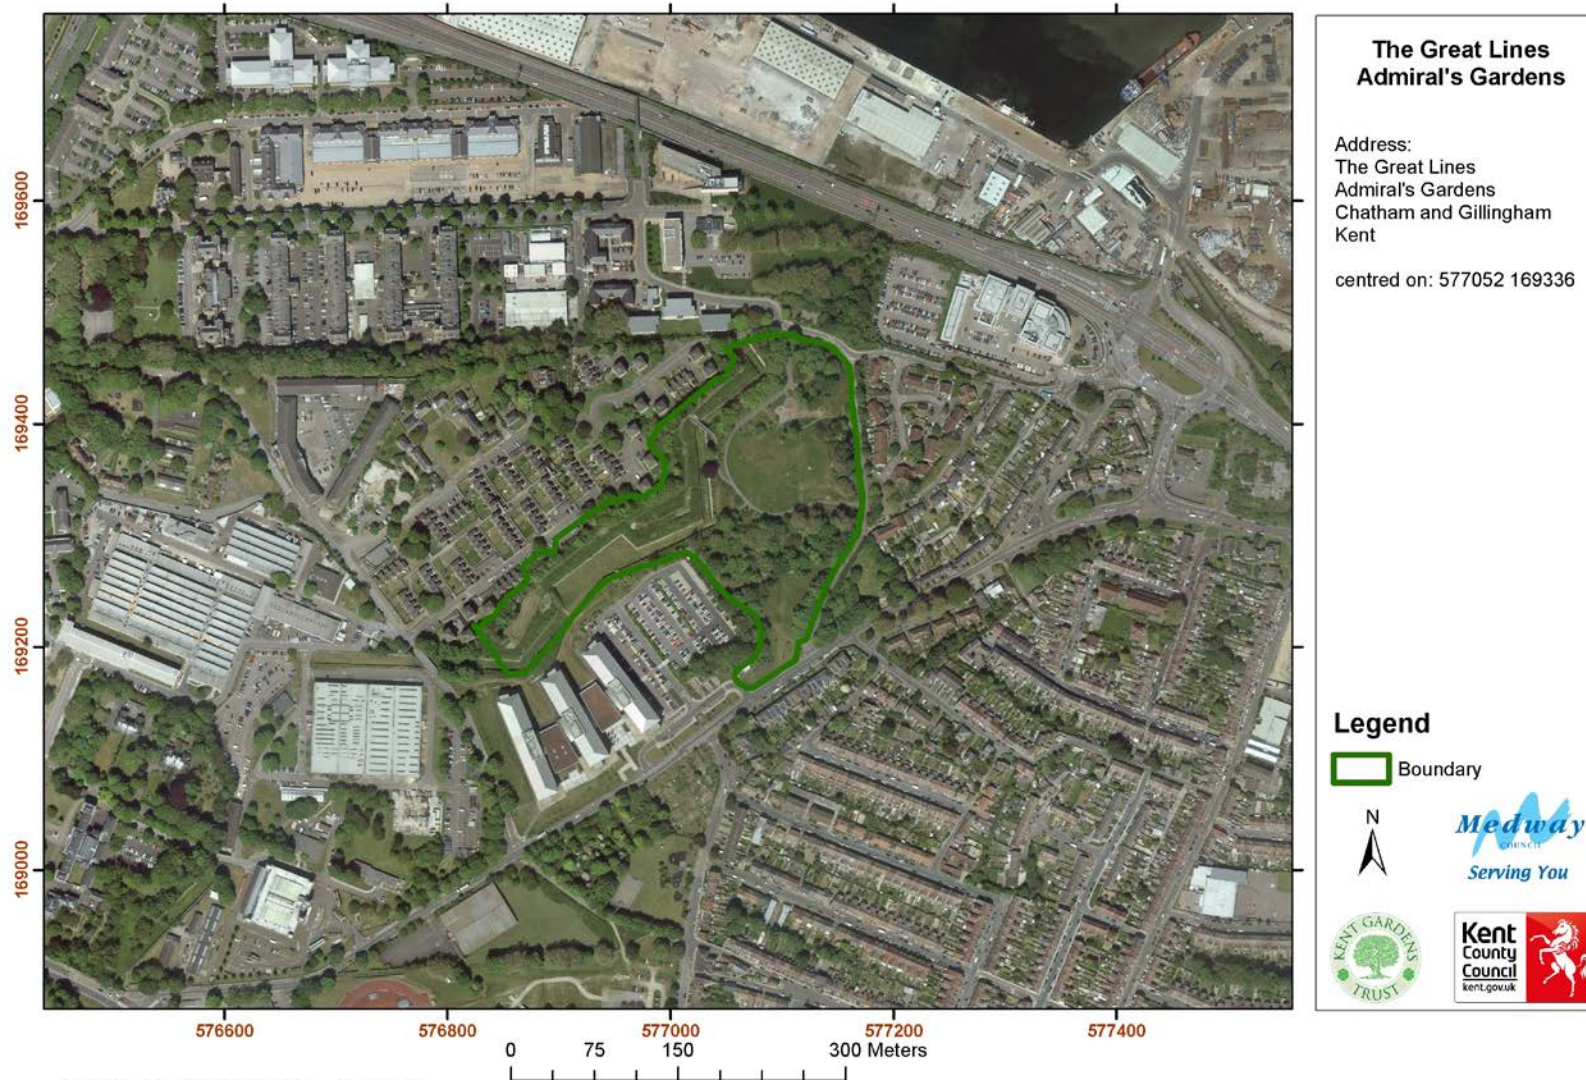 The Great Lines
Admiral's Gardens
Address:
The Great Lines
Admiral's Gardens
Chatham and Gillingham
Kent
centred on: 577052 169336
169600
169400
169200
169000
576600
576800
577000
577200
577400
0
75
150
300 Meters
Legend
Boundary
N
Medway
COUNCIL
Serving You
KENT GARDENS
TRUST
Kent
County
Council
kent.gov.uk